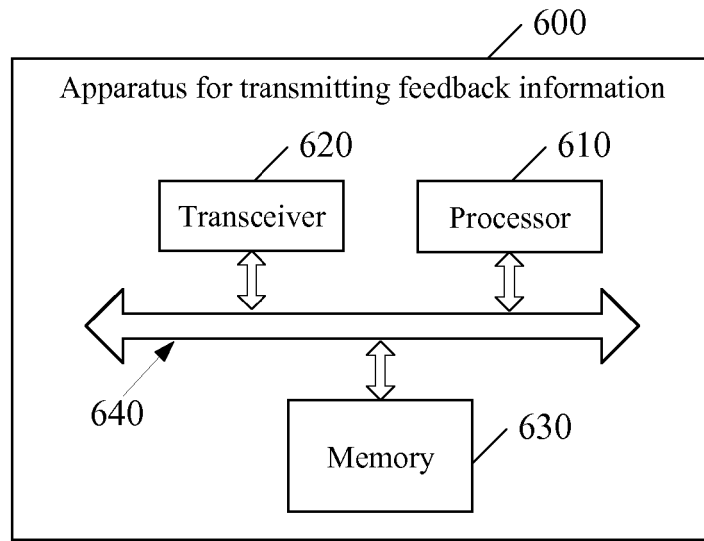 600
Apparatus for transmitting feedback information
620
610
Transceiver
Processor
640
630
Memory